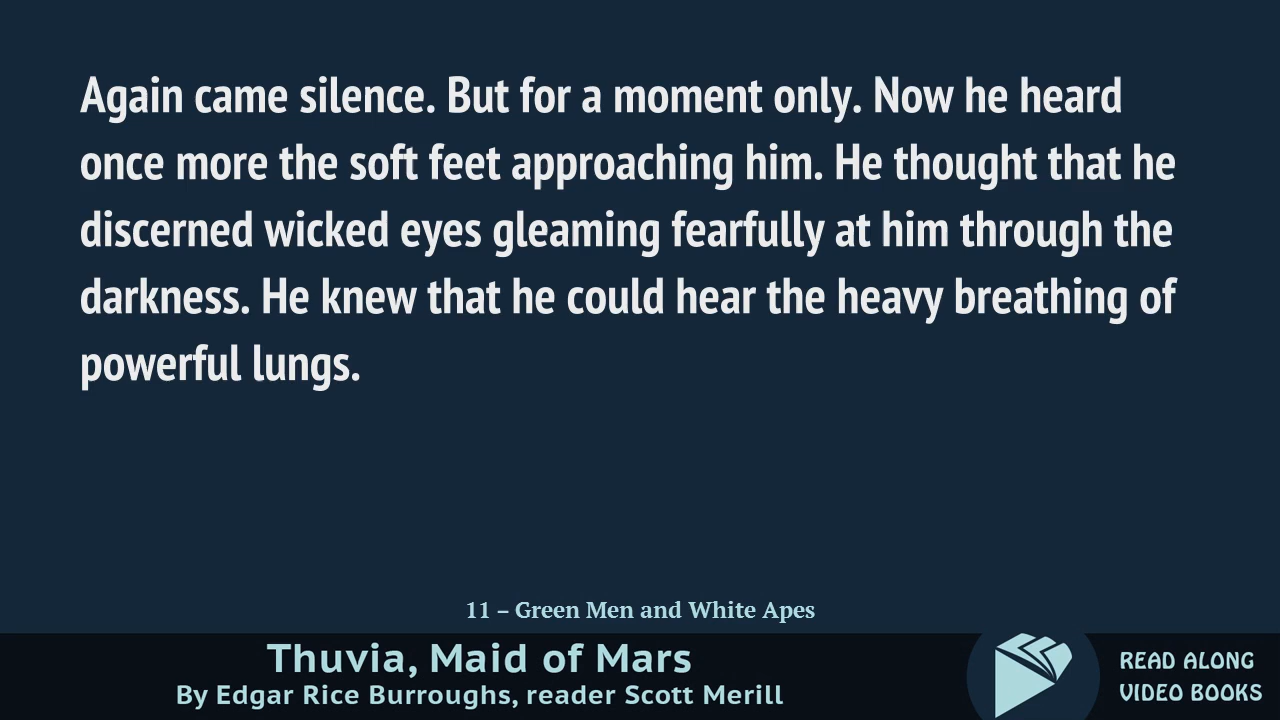 Again came silence. But for a moment only. Now he heard
once more the soft feet approaching him. He thought that he
discerned wicked eyes gleaming fearfully at him through the
darkness. He knew that he could hear the heavy breathing of
powerful lungs.
11 – Green Men and White Apes
Thuvia, Maid of Mars
By Edgar Rice Burroughs, reader Scott Merill
READ ALONG
VIDEO BOOKS